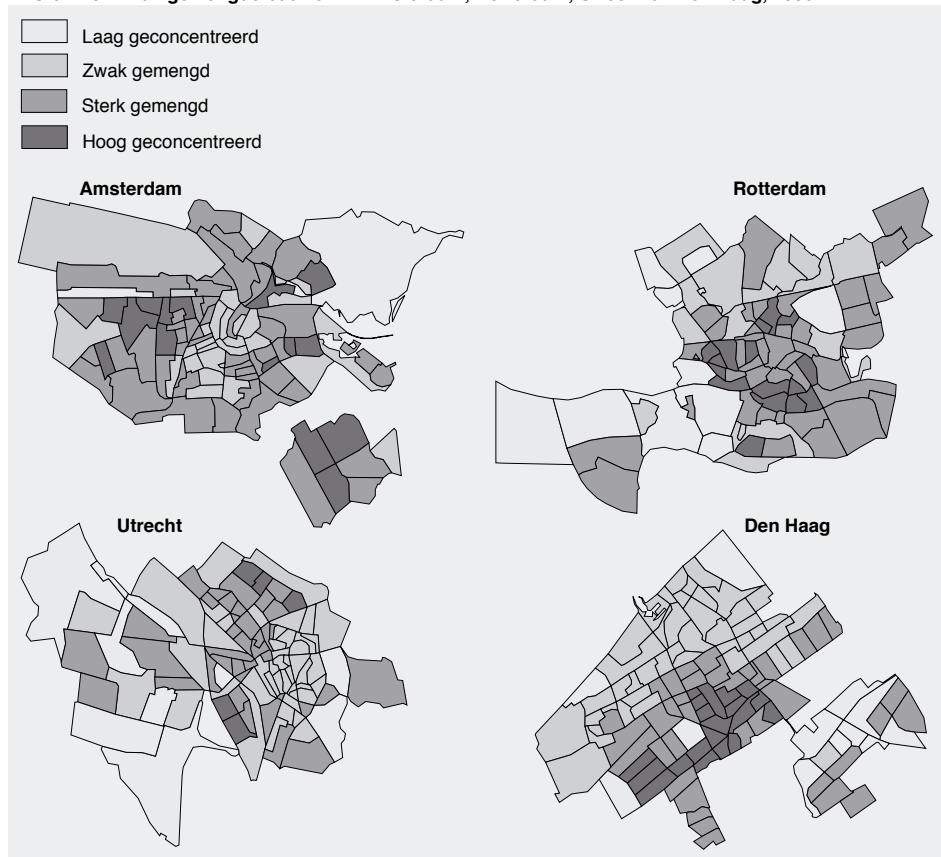 Laag geconcentreerd
Zwak gemengd
Sterk gemengd
Hoog geconcentreerd
Amsterdam
Rotterdam
Utrecht
Den Haag